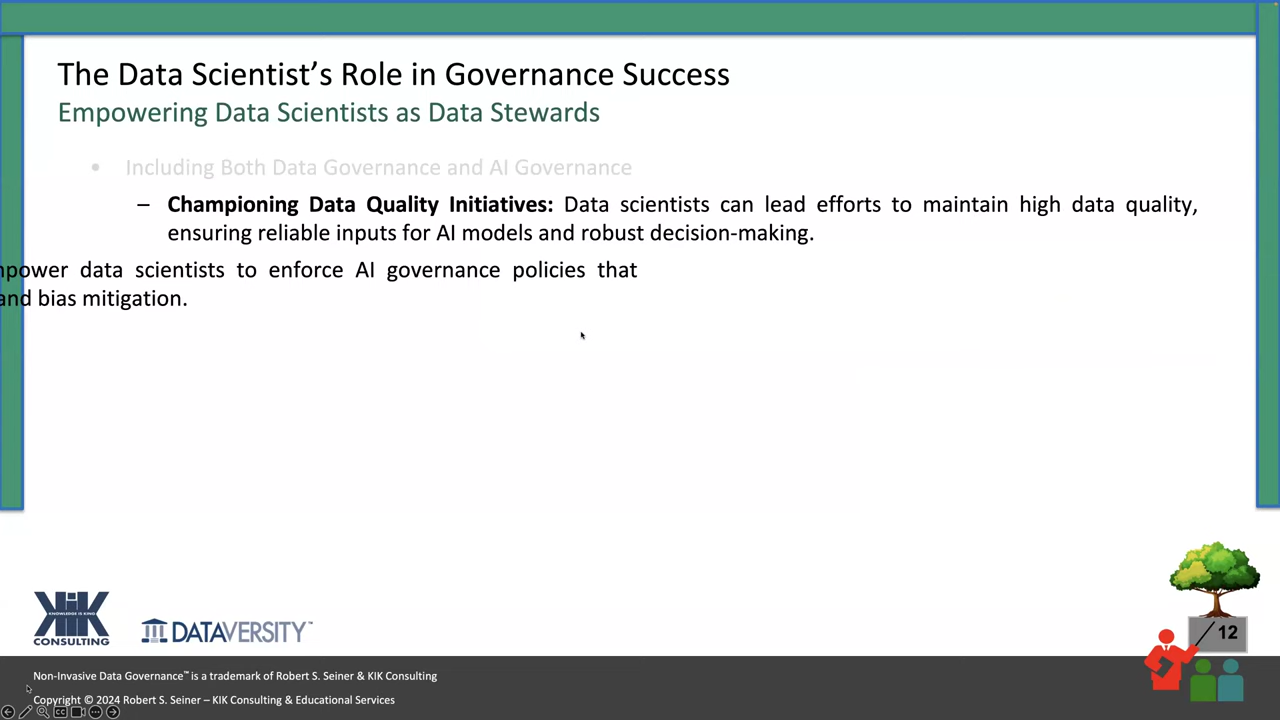 The Data Scientist's Role in Governance Success
Empowering Data Scientists as Data Stewards
• Including Both Data Governance and AI Governance
– Championing Data Quality Initiatives: Data scientists can lead efforts to maintain high data quality,
ensuring reliable inputs for AI models and robust decision-making.
data scientists to enforce AI governance policies that
and bias mitigation.
KIK
KNOWLEDGE IS KING
CONSULTING
DATAVERSITY™
12
Non-Invasive Data Governance™ is a trademark of Robert S. Seiner & KIK Consulting
Copyright © 2024 Robert S. Seiner – KIK Consulting & Educational Services